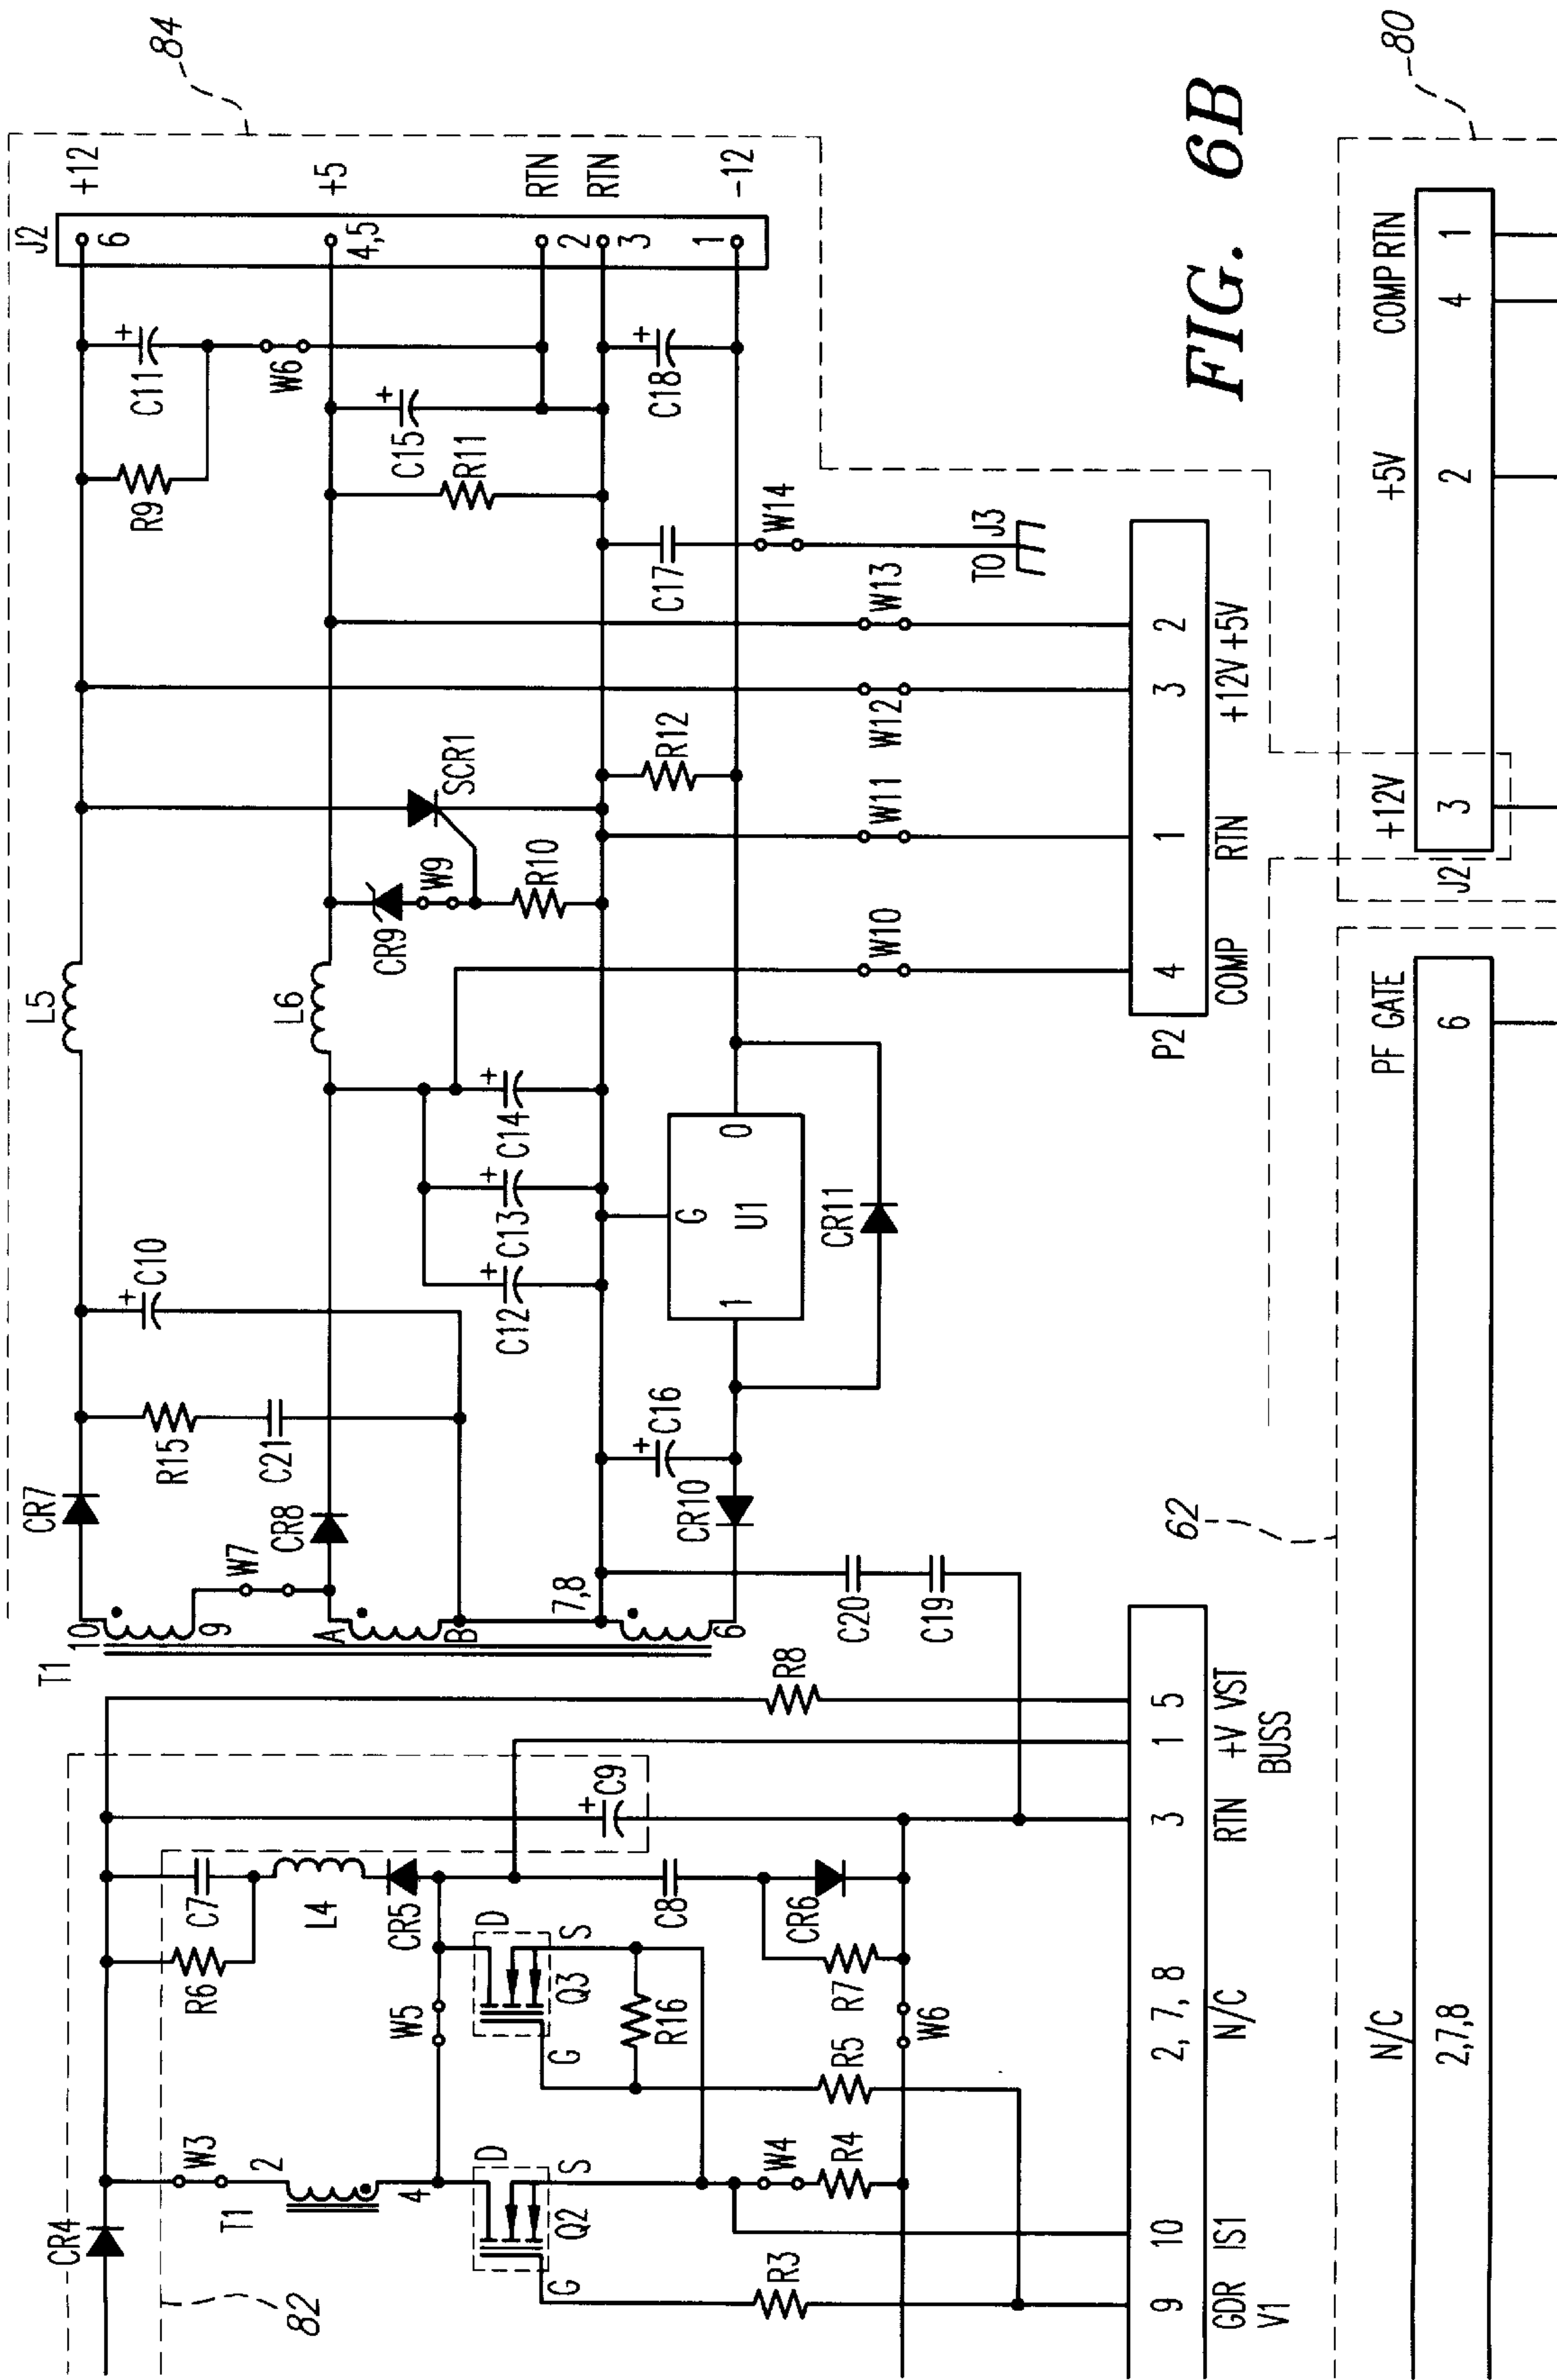 84
J2
+12
6
+5
4,5
RTN
2
RTN
3
-12
1
L5
CR7
C10
C11
R9
R15
C21
W6
L6
CR8
W7
C15
R11
SCR1
CR9
W9
R10
C12
C13
C14
C16
C18
R12
CR10
G
U1
1
0
CR11
C17
W14
TO J3
W13
W12
W11
W10
T1
10
9
A
B
7,8
6
C20
C19
P2
4
1
3
2
COMP
RTN
+12V
+5V
FIG. 6B
82
CR4
W3
2
T1
4
R6
C7
L4
CR5
C9
W5
D
Q2
G
S
D
Q3
G
S
R16
C8
CR6
R7
R8
R3
W4
R4
R5
W6
9
10
2, 7, 8
3
1
5
GDR
V1
IS1
N/C
RTN
+V
BUSS
VST
62
N/C
2,7,8
PF GATE
6
80
+12V
+5V
COMP
RTN
J2
3
2
4
1